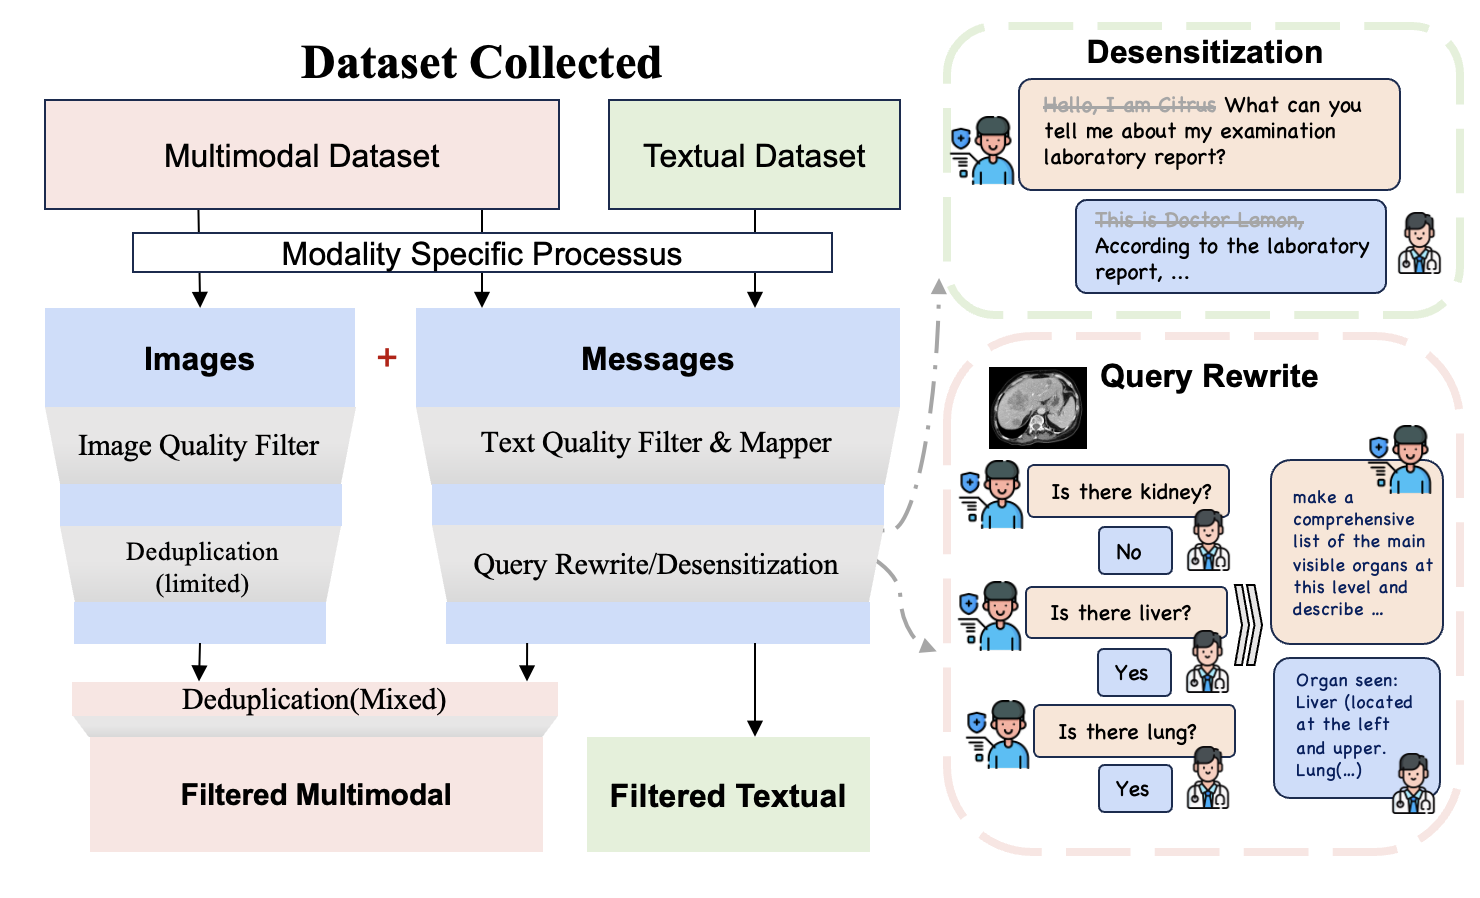 Dataset Collected
Multimodal Dataset
Textual Dataset
Modality Specific Processus
Images
+
Messages
Image Quality Filter
Text Quality Filter & Mapper
Deduplication
(limited)
Query Rewrite/Desensitization
Deduplication(Mixed)
Filtered Multimodal
Filtered Textual
Desensitization
Hallo, I am Citrus What can you
tell me about my examination
laboratory report?
This is Doctor Lamon,
According to the laboratory
report, ...
Query Rewrite
Is there kidney?
No
Is there liver?
Yes
Is there lung?
Yes
make a
comprehensive
list of the main
visible organs at
this level and
describe ...
Organ seen:
Liver (located
at the left
and upper.
Lung(...)